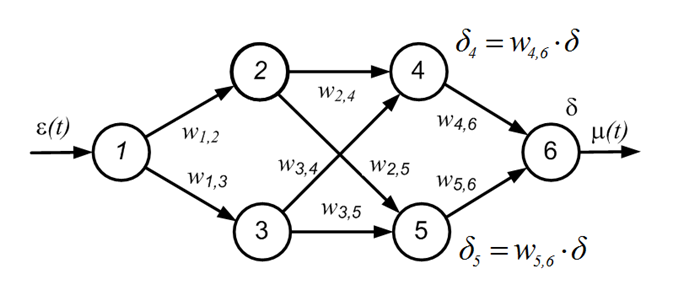 δ₄ = w₄,₆ · δ
2
4
w₂,₄
δ
ε(t)
w₁,₂
w₄,₆
μ(t)
1
6
w₃,₄
w₂,₅
w₁,₃
w₅,₆
w₃,₅
3
5
δ₅ = w₅,₆ · δ